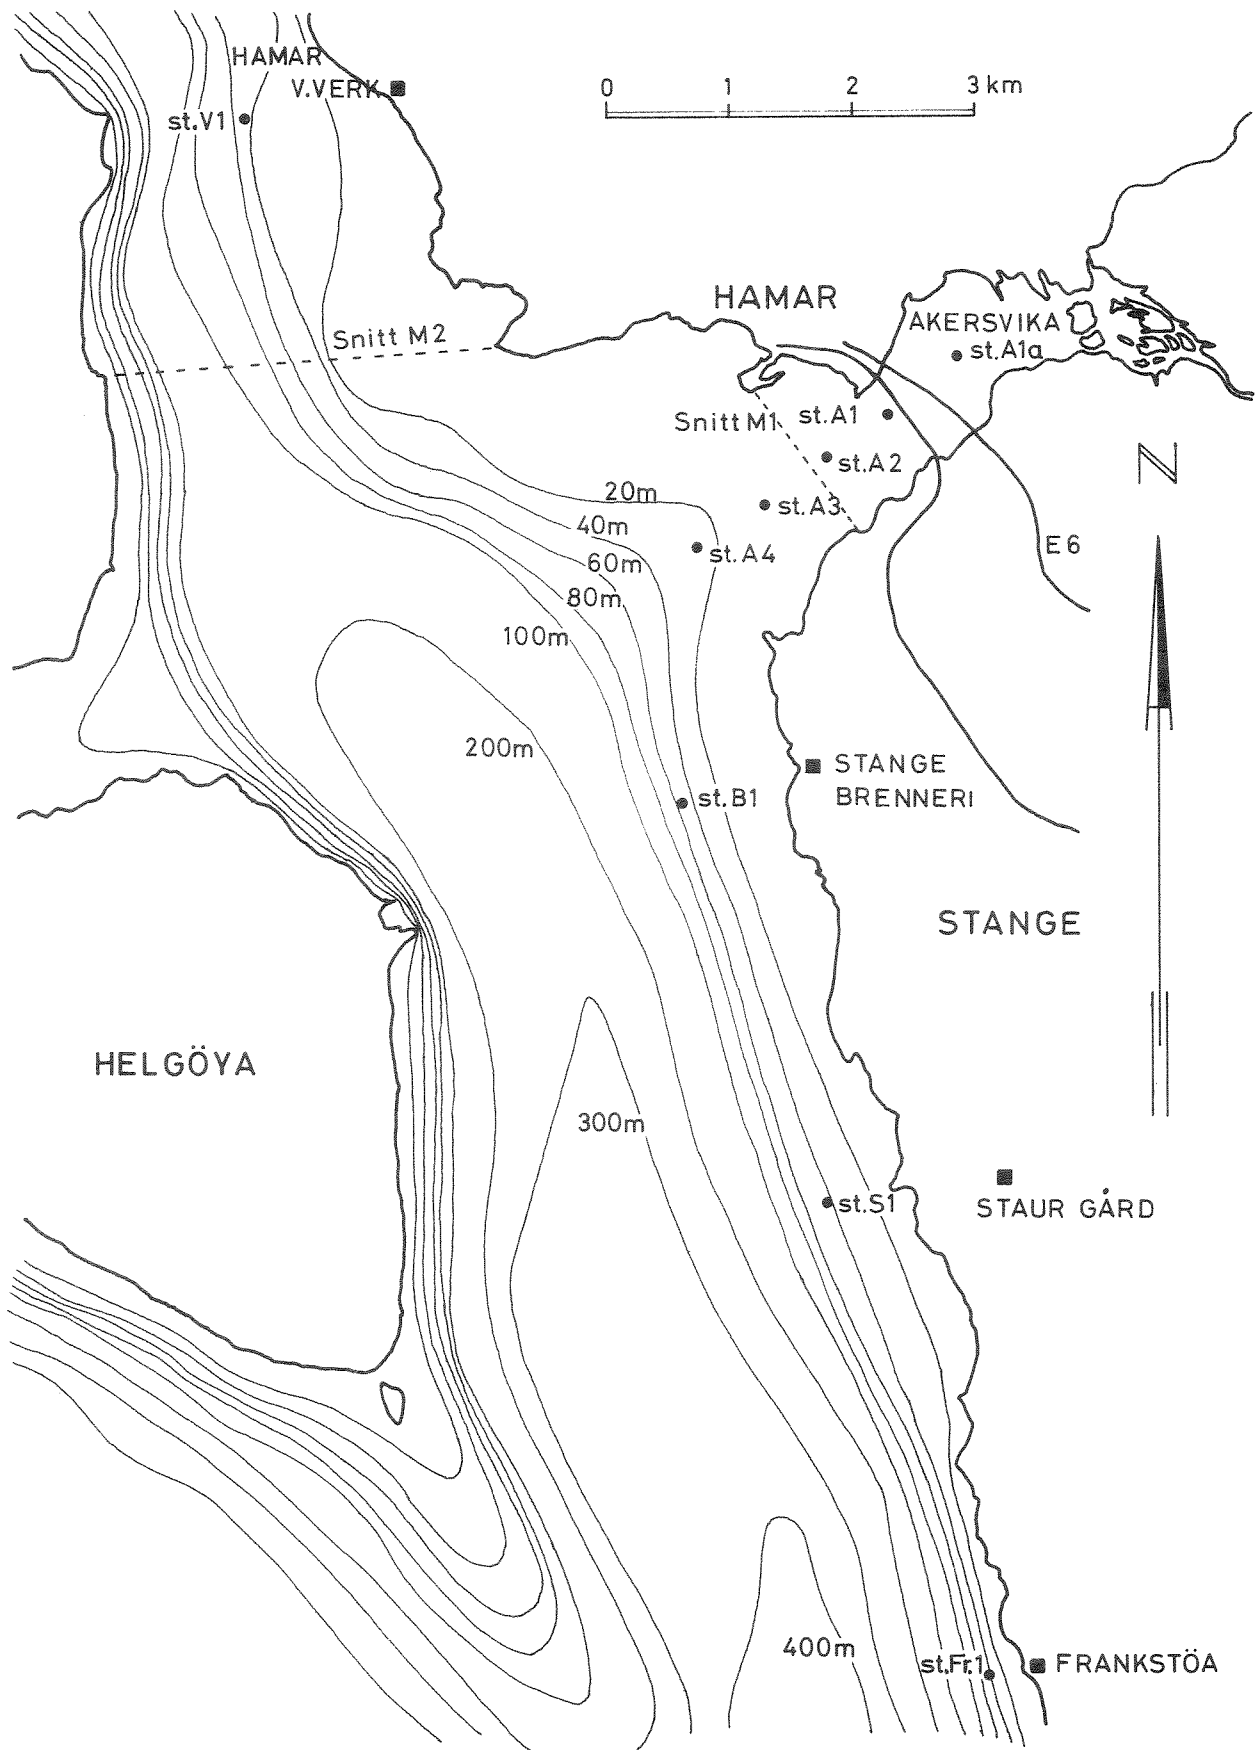 HAMAR
V.VERK
0 1 2 3 km
st.V1
HAMAR
AKERSVIKA
st.A1a
Snitt M2
Snitt M1
st.A1
st.A2
20m
st.A3
40m
st.A4
E6
60m
80m
100m
N
200m
STANGE
BRENNERI
st.B1
STANGE
HELGÖYA
300m
st.S1
STAUR GÅRD
400m
st.Fr.1
FRANKSTÖA